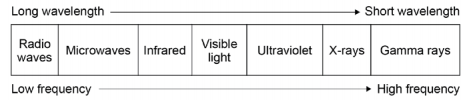 Long wavelength Short wavelength
Radio waves Microwaves Infrared Visible light Ultraviolet X-rays Gamma rays
Low frequency High frequency